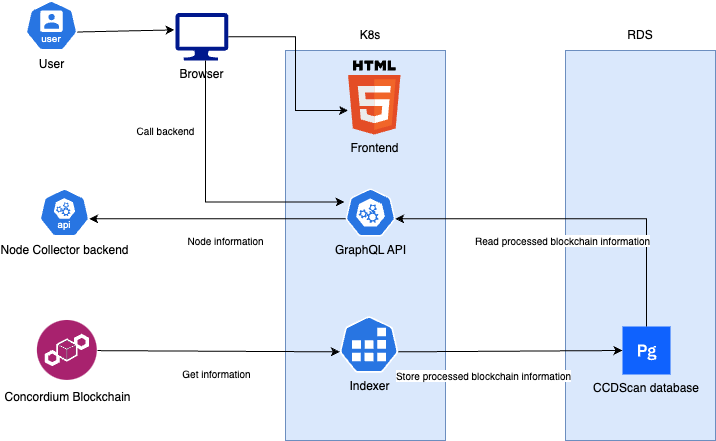 user
User
Browser
K8s
RDS
HTML
5
Frontend
Call backend
api
Node Collector backend
Node information
GraphQL API
Read processed blockchain information
Concordium Blockchain
Get information
Indexer
Store processed blockchain information
Pg
CCDScan database